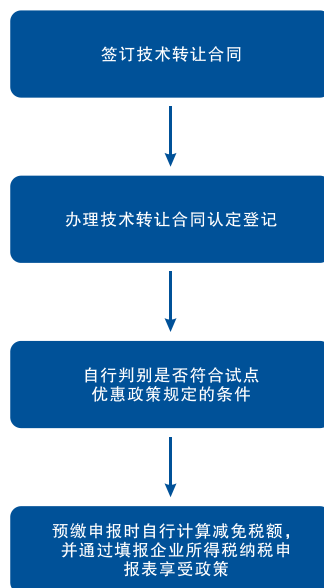 签订技术转让合同
办理技术转让合同认定登记
自行判别是否符合试点
优惠政策规定的条件
预缴申报时自行计算减免税额，
并通过填报企业所得税纳税申
报表享受政策